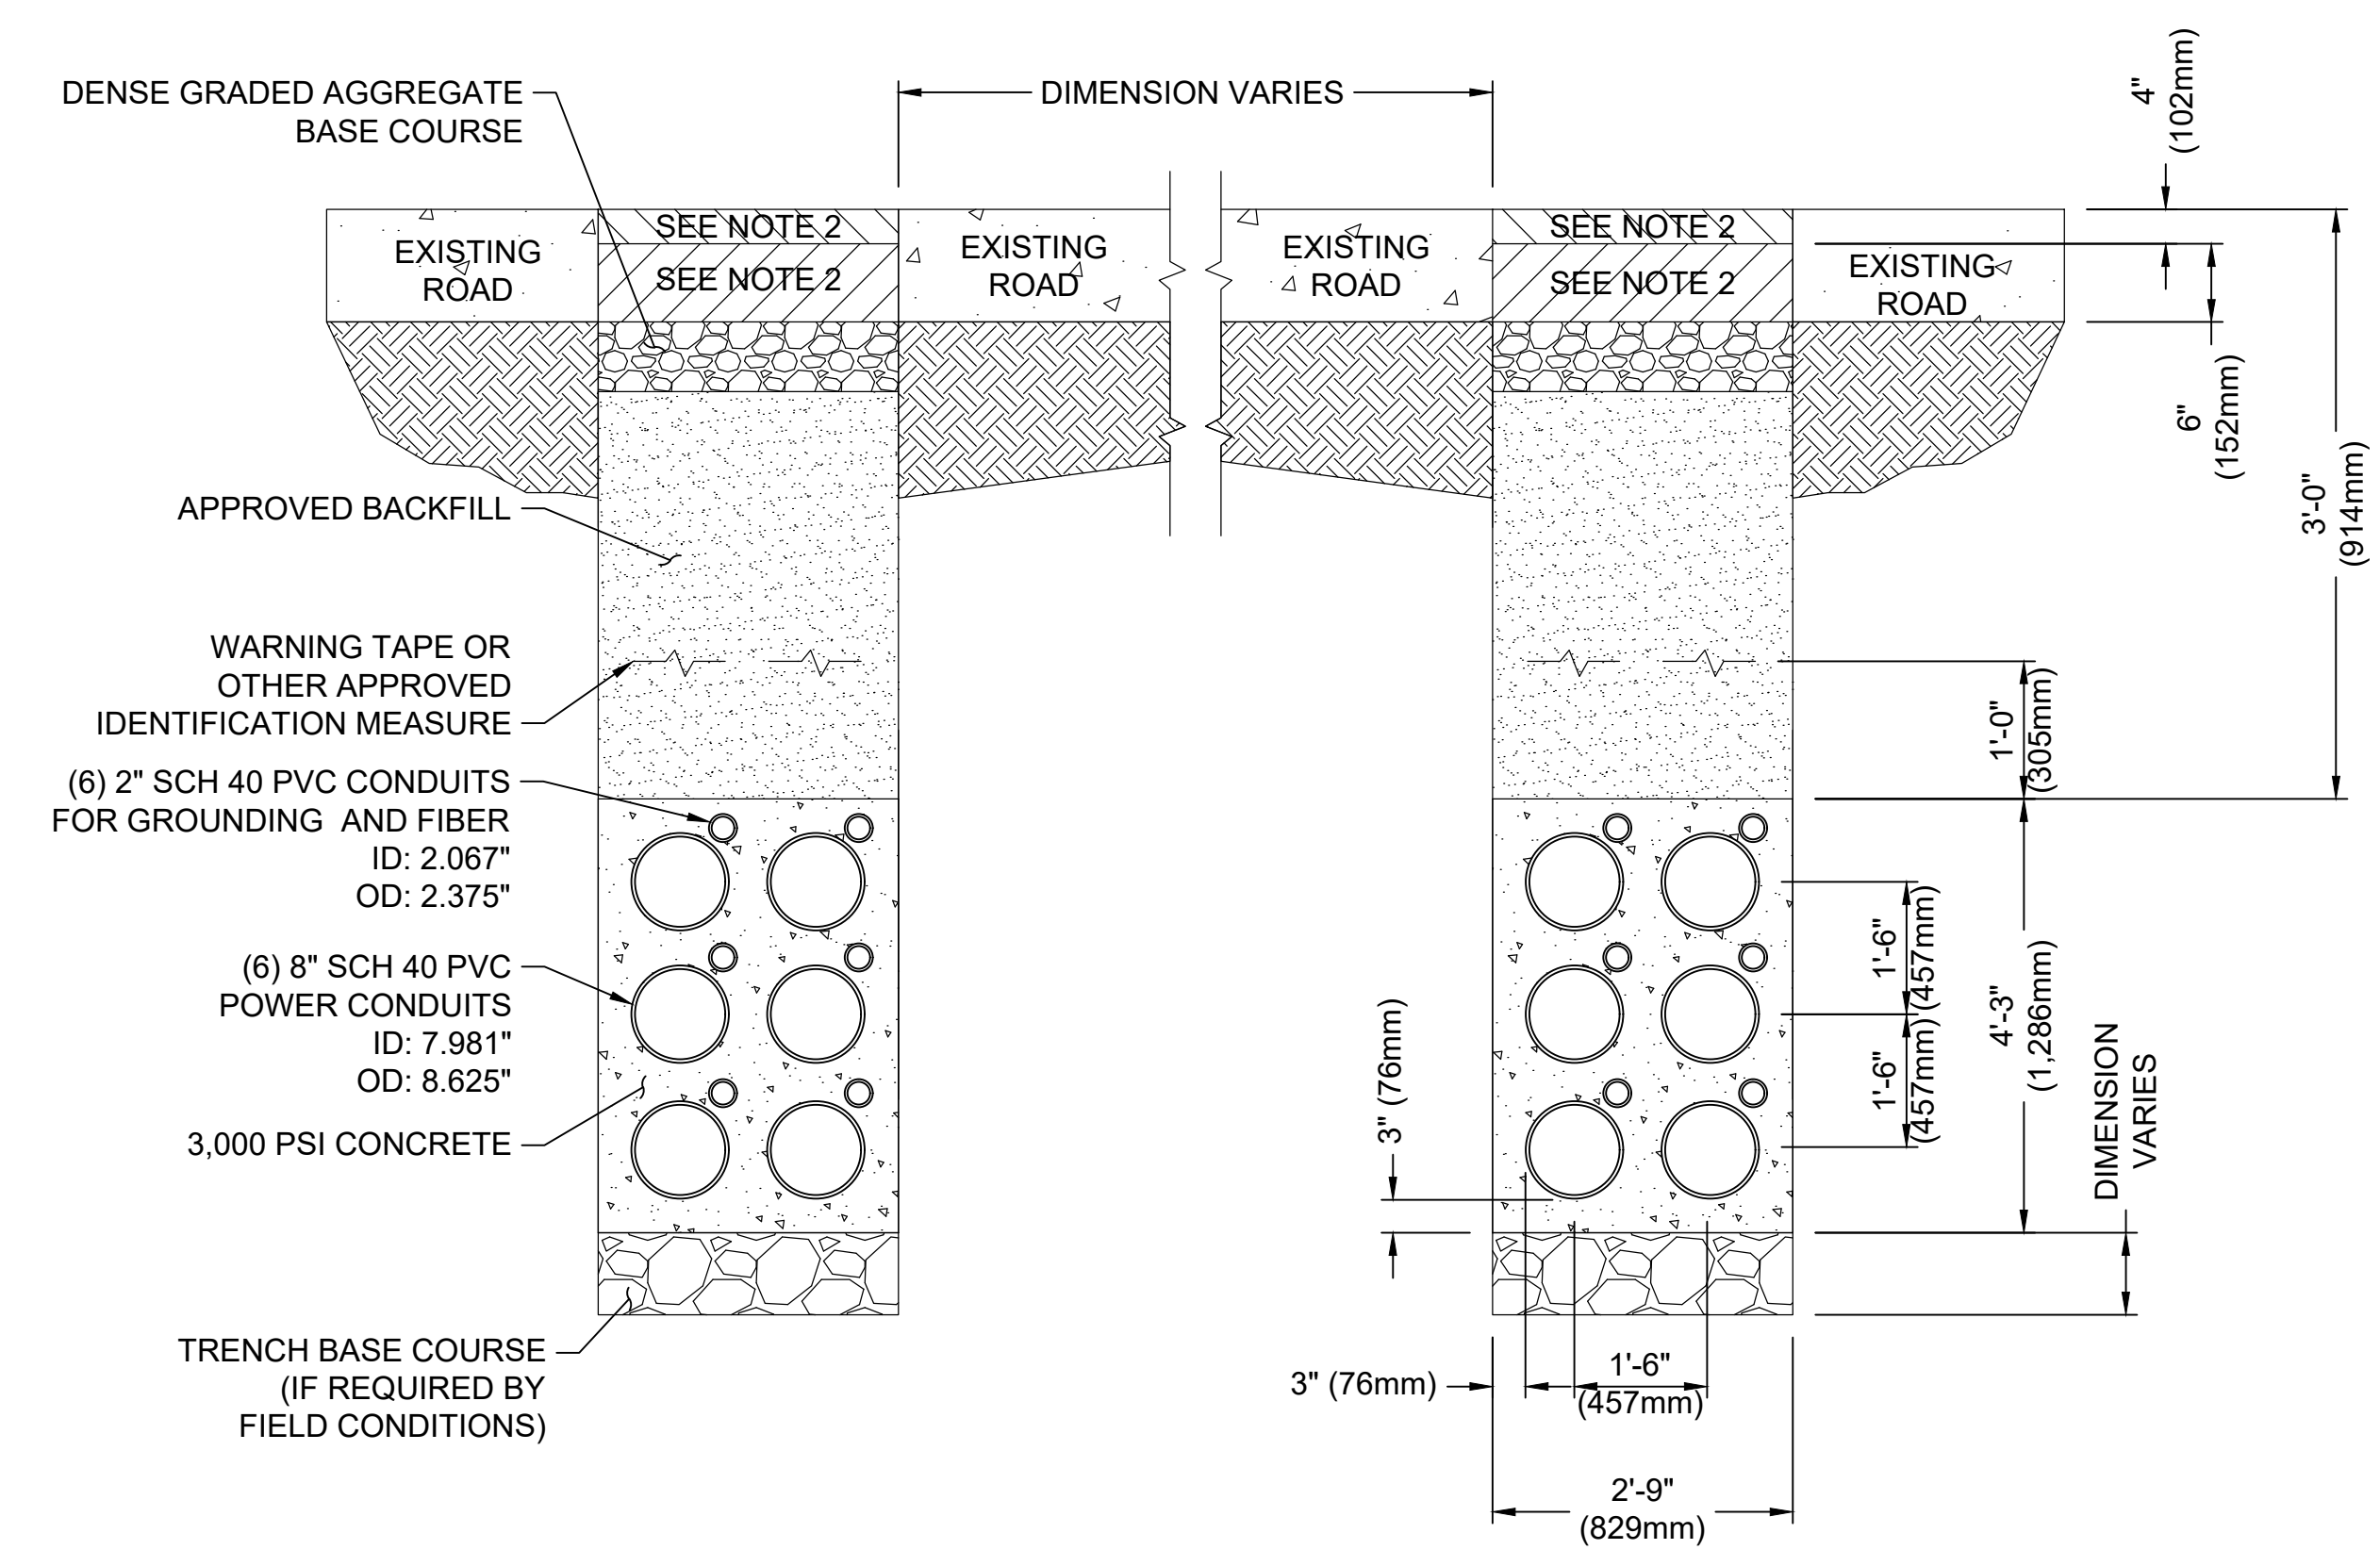 DENSE GRADED AGGREGATE
BASE COURSE
DIMENSION VARIES
4"
(102mm)
SEE NOTE 2
SEE NOTE 2
EXISTING
ROAD
SEE NOTE 2
EXISTING
ROAD
EXISTING
ROAD
SEE NOTE 2
EXISTING
ROAD
6"
(152mm)
3'-0"
(914mm)
APPROVED BACKFILL
WARNING TAPE OR
OTHER APPROVED
IDENTIFICATION MEASURE
1'-0"
(305mm)
(6) 2" SCH 40 PVC CONDUITS
FOR GROUNDING  AND FIBER
ID: 2.067"
OD: 2.375"
(6) 8" SCH 40 PVC
POWER CONDUITS
ID: 7.981"
OD: 8.625"
1'-6"
(457mm)
1'-6"
(457mm)
4'-3"
(1,286mm)
DIMENSION
VARIES
3" (76mm)
3,000 PSI CONCRETE
TRENCH BASE COURSE
(IF REQUIRED BY
FIELD CONDITIONS)
3" (76mm)
1'-6"
(457mm)
2'-9"
(829mm)